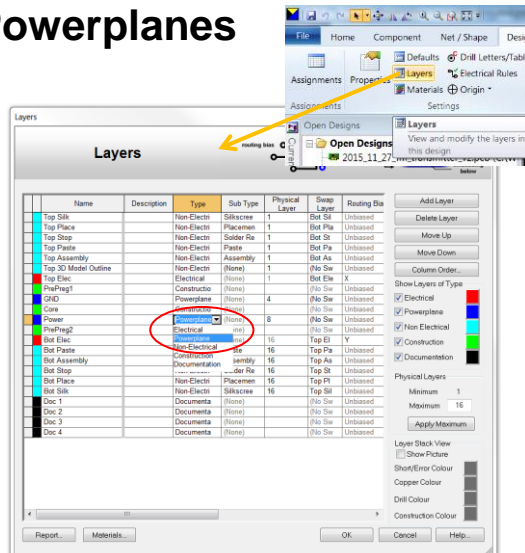 Powerplanes
File Home Component Net / Shape Desi
Assignments
Properties
Defaults Drill Letters/Tabl
Layers Electrical Rules
Materials Origin
Assignments Settings
Open Designs
Open Designs
Layers
View and modify the layers in
this design
Layers
Layers
routing bias
below
Name Description Type Sub Type Physical Layer Swap Layer Routing Bia
Top Silk Non-Electri Silkscree 1 Bot Sil Unbiased
Top Place Non-Electri Placemen 1 Bot Pla Unbiased
Top Stop Non-Electri Solder Re 1 Bot St Unbiased
Top Paste Non-Electri Paste 1 Bot Pa Unbiased
Top Assembly Non-Electri Assembly 1 Bot As Unbiased
Top 3D Model Outline Non-Electri (None) 1 (No Sw Unbiased
Top Elec Electrical (None) 1 Bot Ele X
PrePreg1 Constructio (None) (No Sw Unbiased
GND Powerplane (None) 4 (No Sw Unbiased
Core Constructio (None) (No Sw Unbiased
Power Powerplane 8 (No Sw Unbiased
PrePreg2 (No Sw Unbiased
Bot Elec 16 Top El Y
Bot Paste 16 Top Pa Unbiased
Bot Assembly 16 Top As Unbiased
Bot Stop Solder Re 16 Top St Unbiased
Bot Place Non-Electri Placemen 16 Top Pl Unbiased
Bot Silk Non-Electri Silkscree 16 Top Sil Unbiased
Doc 1 Documenta (None) (No Sw Unbiased
Doc 2 Documenta (None) (No Sw Unbiased
Doc 3 Documenta (None) (No Sw Unbiased
Doc 4 Documenta (None) (No Sw Unbiased
Electrical
Powerplane
Non-Electrical
Construction
Documentation
Add Layer
Delete Layer
Move Up
Move Down
Column Order...
Show Layers of Type
Electrical
Powerplane
Non Electrical
Construction
Documentation
Physical Layers
Minimum 1
Maximum 16
Apply Maximum
Layer Stack View
Show Picture
Short/Error Colour
Copper Colour
Drill Colour
Construction Colour
Report... Materials... OK Cancel Help...